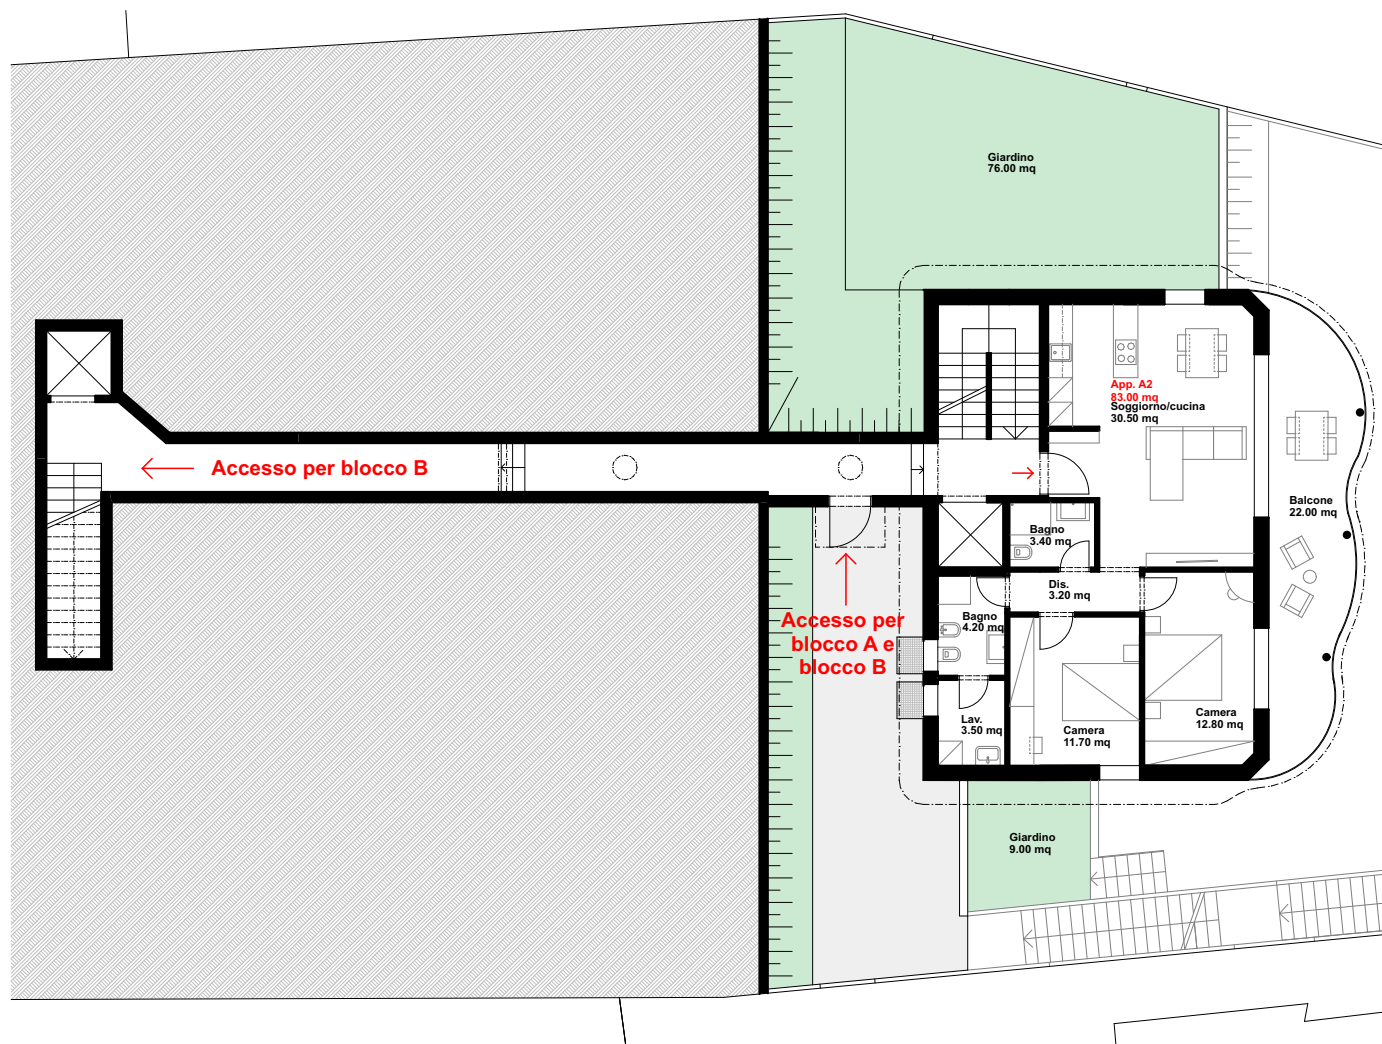 Giardino
76.00 mq
App. A2
83.00 mq
Soggiorno/cucina
30.50 mq
Accesso per blocco B
Balcone
22.00 mq
Bagno
3.40 mq
Dis.
3.20 mq
Accesso per
blocco A e
blocco B
Bagno
4.20 mq
Lav.
3.50 mq
Camera
11.70 mq
Camera
12.80 mq
Giardino
9.00 mq